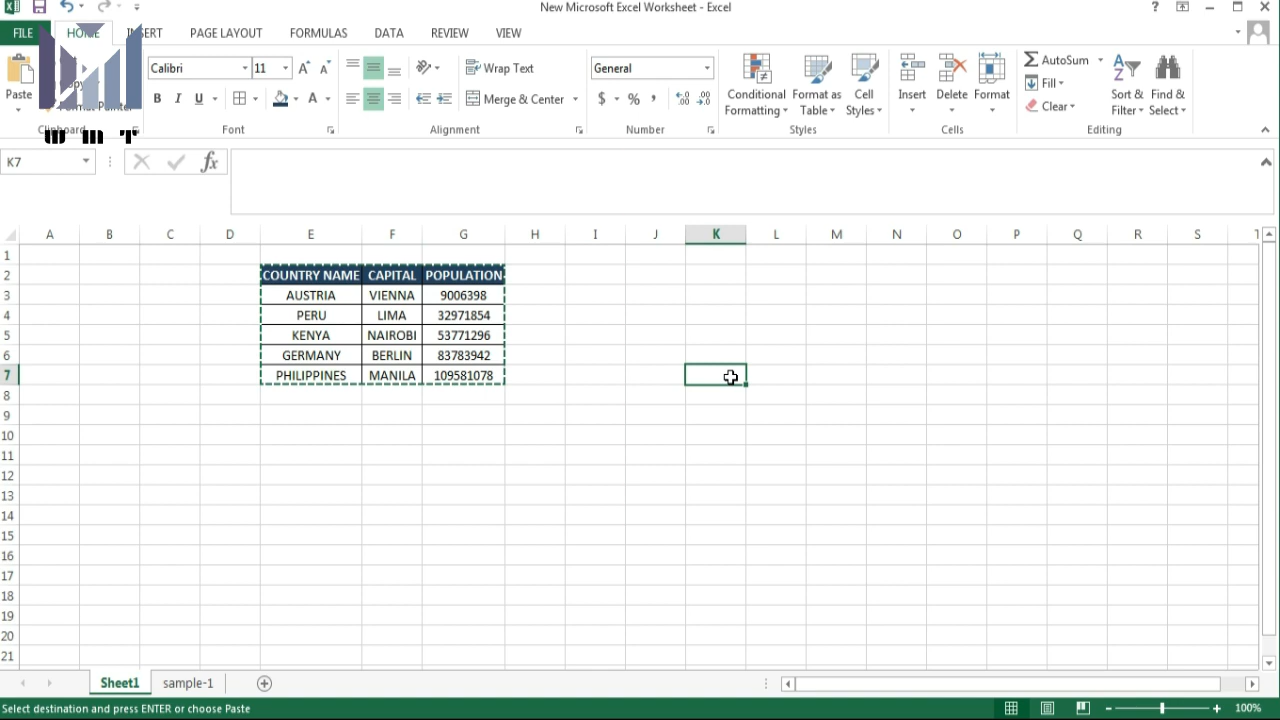 New Microsoft Excel Worksheet - Excel
FILE HOME INSERT PAGE LAYOUT FORMULAS DATA REVIEW VIEW
Paste
Format Painter
Clipboard
Calibri 11
B I U A
Font
Wrap Text
Merge & Center
Alignment
General
$ % ,
Number
Conditional Formatting
Format as Table
Cell Styles
Styles
Insert
Delete
Format
Cells
AutoSum
Fill
Clear
Sort & Filter
Find & Select
Editing
K7 fx
A B C D E F G H I J K L M N O P Q R S T
1
2 COUNTRY NAME CAPITAL POPULATION
3 AUSTRIA VIENNA 9006398
4 PERU LIMA 32971854
5 KENYA NAIROBI 53771296
6 GERMANY BERLIN 83783942
7 PHILIPPINES MANILA 109581078
8
9
10
11
12
13
14
15
16
17
18
19
20
21
Sheet1 sample-1
Select destination and press ENTER or choose Paste 100%